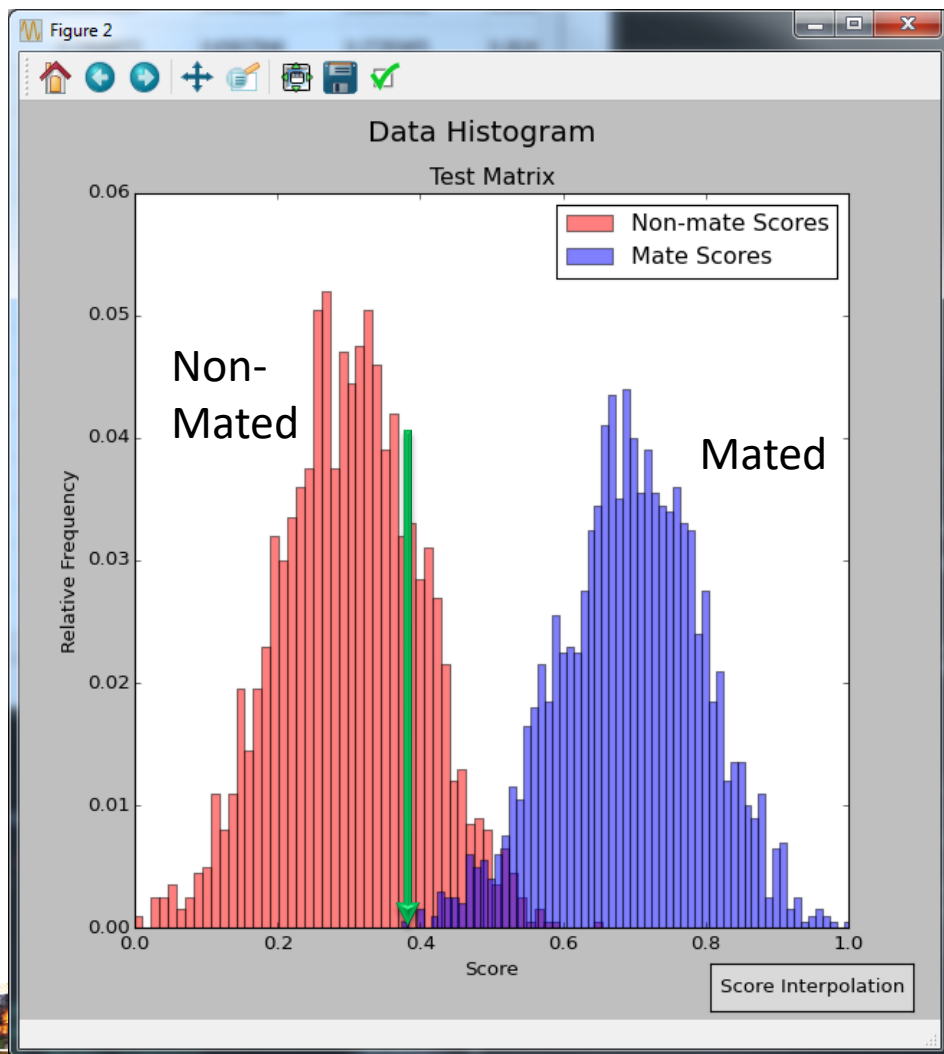 Figure 2
Data Histogram
Test Matrix
0.06
0.05
0.04
0.03
0.02
0.01
0.00
Relative Frequency
Non-mate Scores
Mate Scores
Non-
Mated
Mated
0.0 0.2 0.4 0.6 0.8 1.0
Score
Score Interpolation